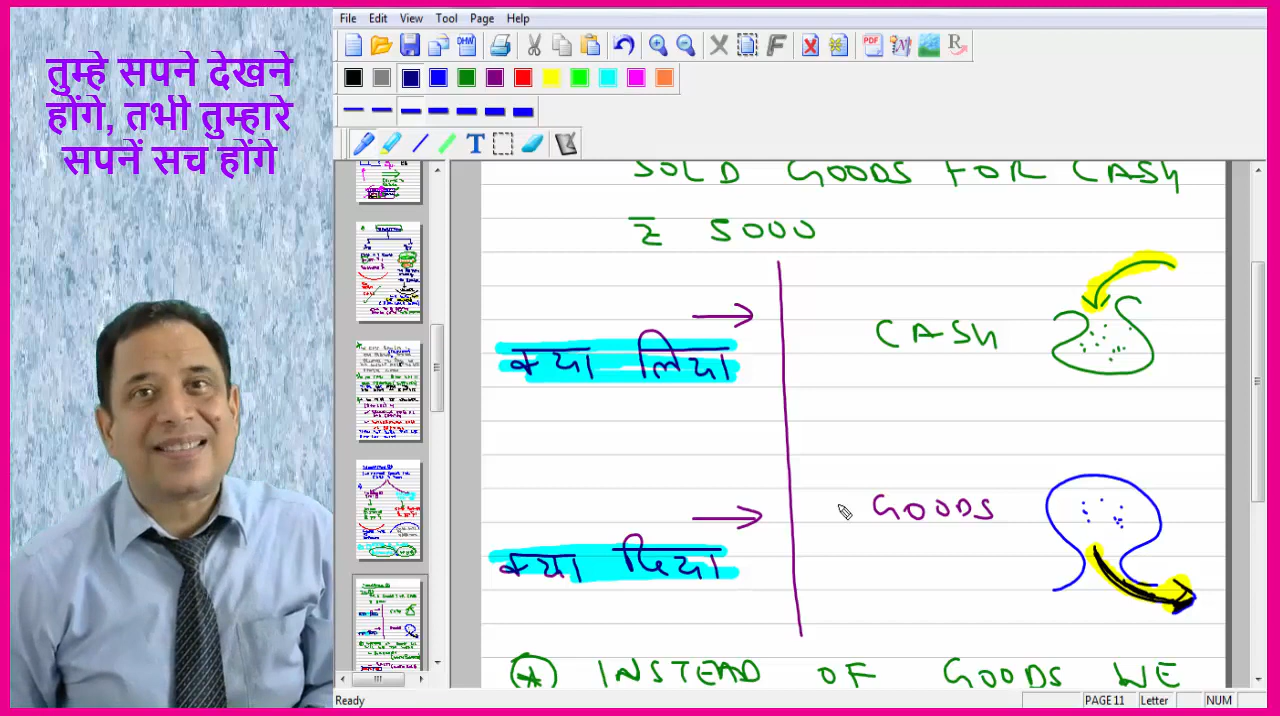 तुम्हे सपने देखने
होंगे, तभी तुम्हारे
सपनें सच होंगे
File Edit View Tool Page Help
SOLD GOODS FOR CASH
₹ 5000
क्या लिया → CASH
क्या दिया → GOODS
* INSTEAD OF GOODS WE
Ready PAGE 11 Letter NUM